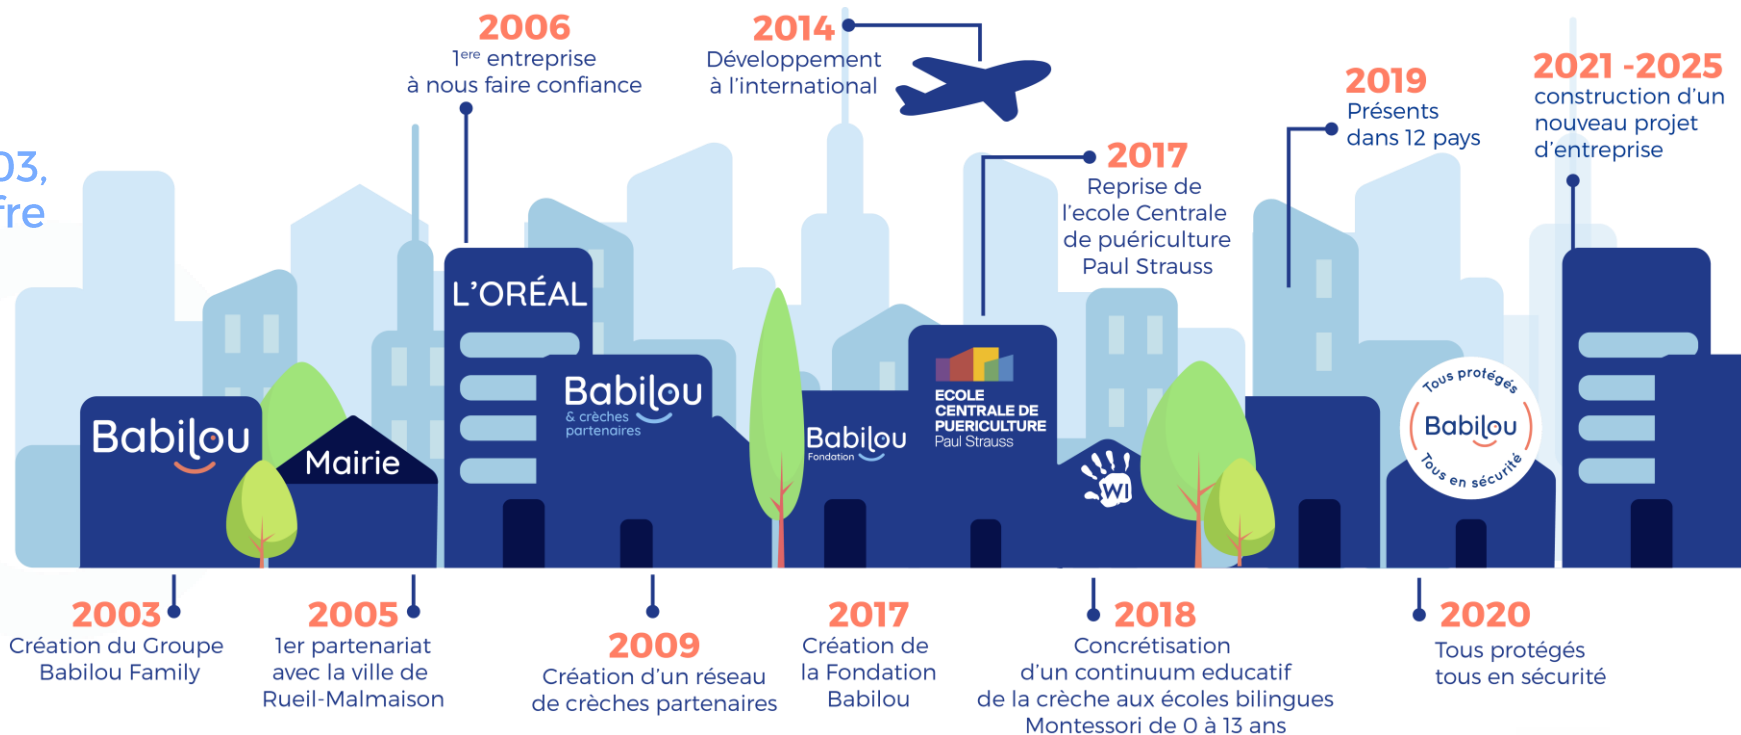 03,
fre
2006
1ere entreprise
à nous faire confiance
2014
Développement
à l'international
2017
Reprise de
l'ecole Centrale
de puériculture
Paul Strauss
2019
Présents
dans 12 pays
2021 -2025
construction d'un
nouveau projet
d'entreprise
Babilou
Mairie
L'ORÉAL
Babilou
& crèches
partenaires
Babilou
Fondation
ECOLE
CENTRALE DE
PUERICULTURE
Paul Strauss
WI
Tous protégés
Babilou
Tous en sécurité
2003
Création du Groupe
Babilou Family
2005
1er partenariat
avec la ville de
Rueil-Malmaison
2009
Création d'un réseau
de crèches partenaires
2017
Création de
la Fondation
Babilou
2018
Concrétisation
d'un continuum educatif
de la crèche aux écoles bilingues
Montessori de 0 à 13 ans
2020
Tous protégés
tous en sécurité